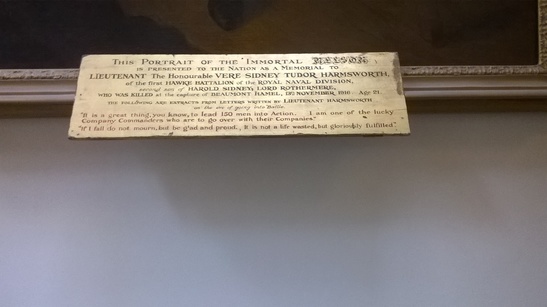 THIS PORTRAIT OF THE IMMORTAL NELSON
IS PRESENTED TO THE NATION AS A MEMORIAL TO
LIEUTENANT The Honourable VERE SIDNEY TUDOR HARMSWORTH,
of the first HAWKE BATTALION of the ROYAL NAVAL DIVISION,
second son of HAROLD SIDNEY, LORD ROTHERMERE,
WHO WAS KILLED at the capture of BEAUMONT HAMEL, 13th NOVEMBER 1916. Age 21.
THE FOLLOWING ARE EXTRACTS FROM LETTERS WRITTEN BY LIEUTENANT HARMSWORTH
on the eve of going into Battle.
"It is a great thing, you know, to lead 150 men into Action. I am one of the lucky
Company Commanders who are to go over with their Companies."
"If I fall do not mourn, but be glad and proud. It is not a life wasted, but gloriously fulfilled."